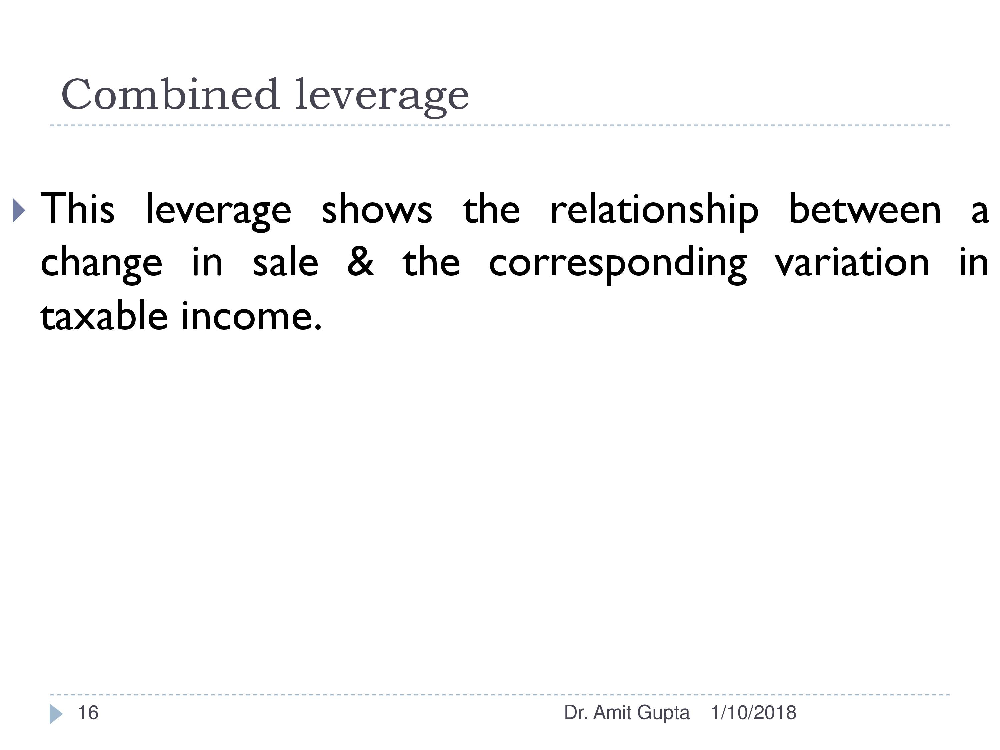 Combined leverage
This leverage shows the relationship between a
change in sale & the corresponding variation in
taxable income.
16
Dr. Amit Gupta 1/10/2018